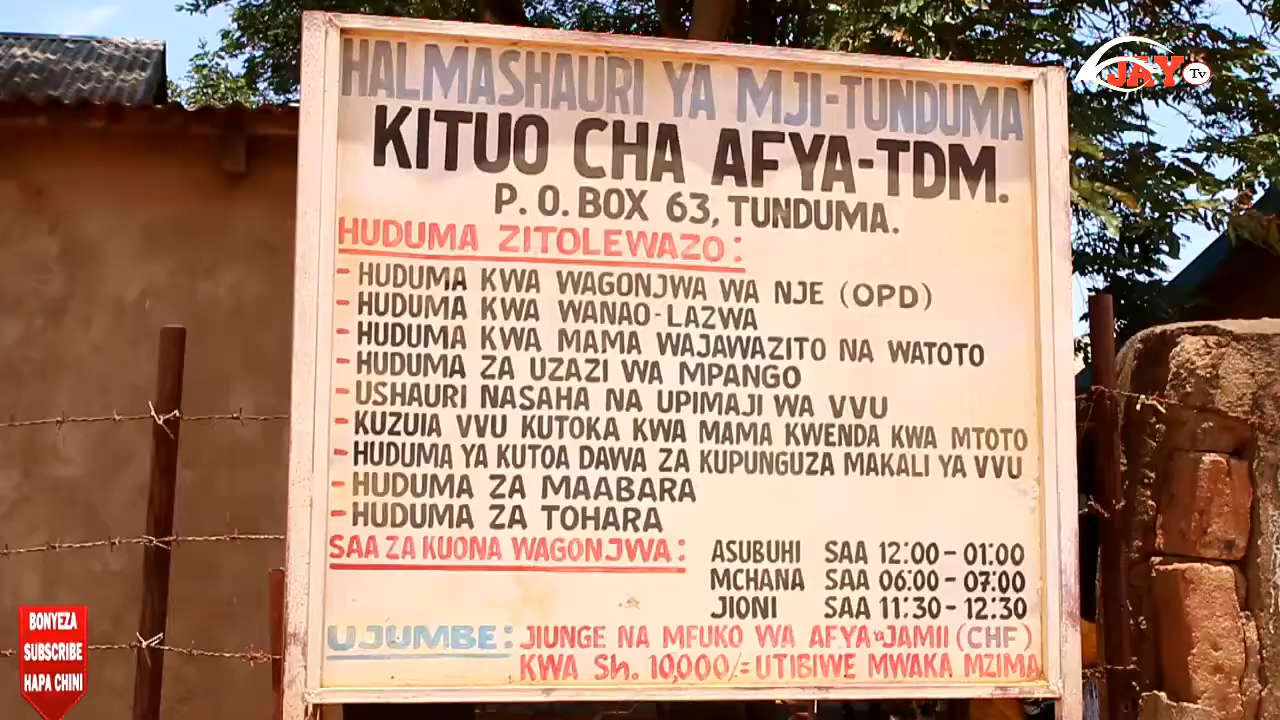 JAY Tv
HALMASHAURI YA MJI-TUNDUMA
KITUO CHA AFYA-TDM.
P. O. BOX 63, TUNDUMA.
HUDUMA ZITOLEWAZO:
- HUDUMA KWA WAGONJWA WA NJE (OPD)
- HUDUMA KWA WANAO-LAZWA
- HUDUMA KWA MAMA WAJAWAZITO NA WATOTO
- HUDUMA ZA UZAZI WA MPANGO
- USHAURI NASAHA NA UPIMAJI WA VVU
- KUZUIA VVU KUTOKA KWA MAMA KWENDA KWA MTOTO
- HUDUMA YA KUTOA DAWA ZA KUPUNGUZA MAKALI YA VVU
- HUDUMA ZA MAABARA
- HUDUMA ZA TOHARA
SAA ZA KUONA WAGONJWA: ASUBUHI SAA 12:00 - 01:00
MCHANA SAA 06:00 - 07:00
JIONI SAA 11:30 - 12:30
UJUMBE: JIUNGE NA MFUKO WA AFYA YA JAMII (CHF)
KWA Sh. 10,000/= UTIBIWE MWAKA MZIMA
BONYEZA
SUBSCRIBE
HAPA CHINI